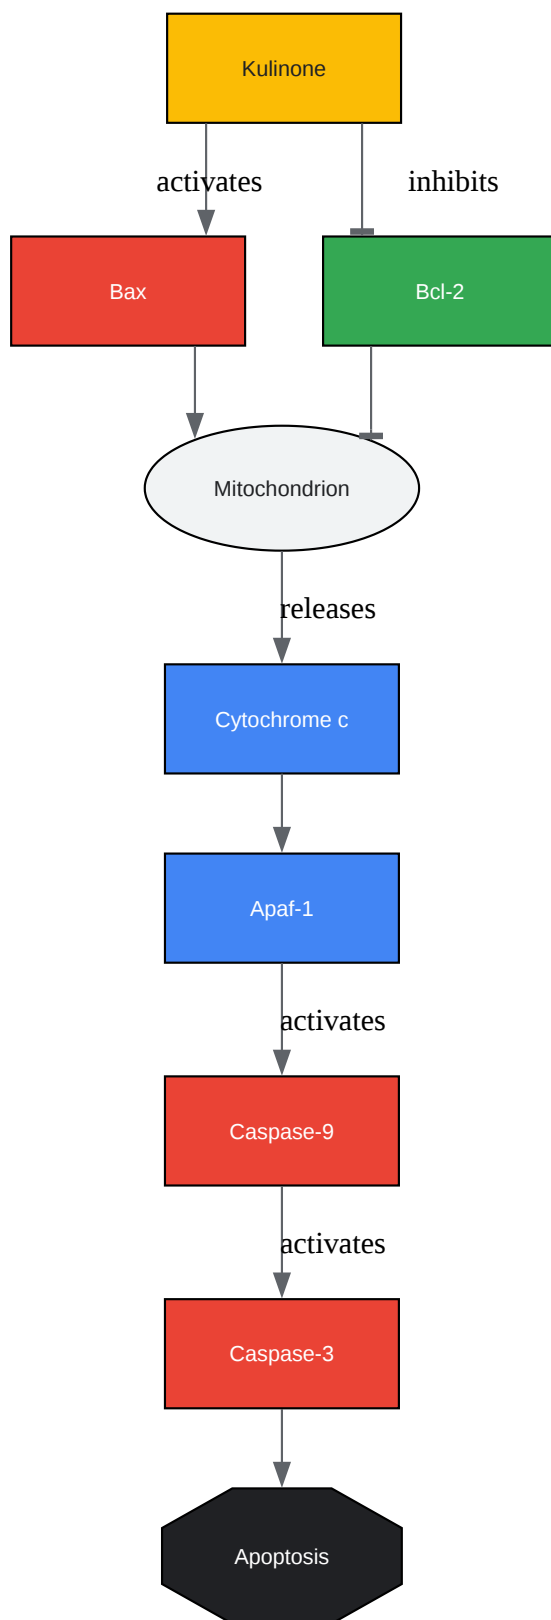 Kulinone
activates
inhibits
Bax
Bcl-2
Mitochondrion
releases
Cytochrome c
Apaf-1
activates
Caspase-9
activates
Caspase-3
Apoptosis